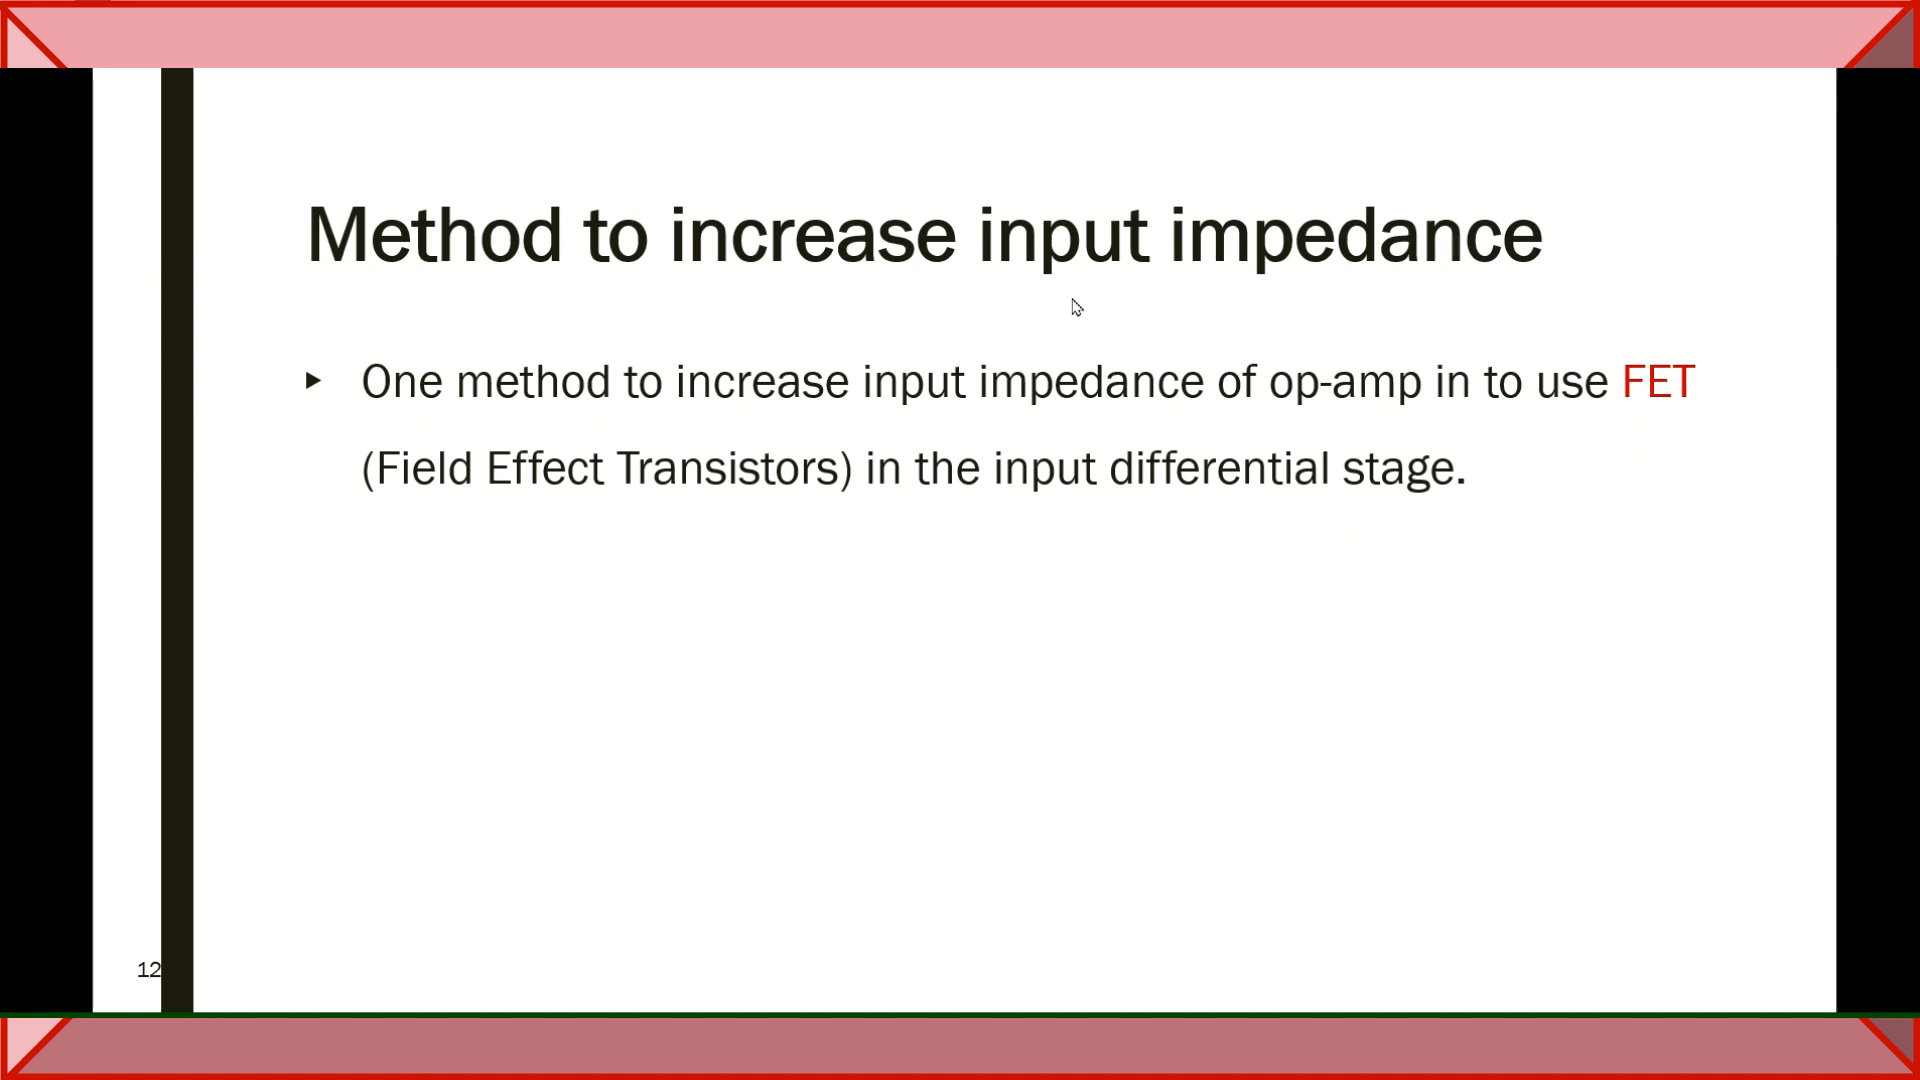 Method to increase input impedance
▸ One method to increase input impedance of op-amp in to use FET
(Field Effect Transistors) in the input differential stage.
12